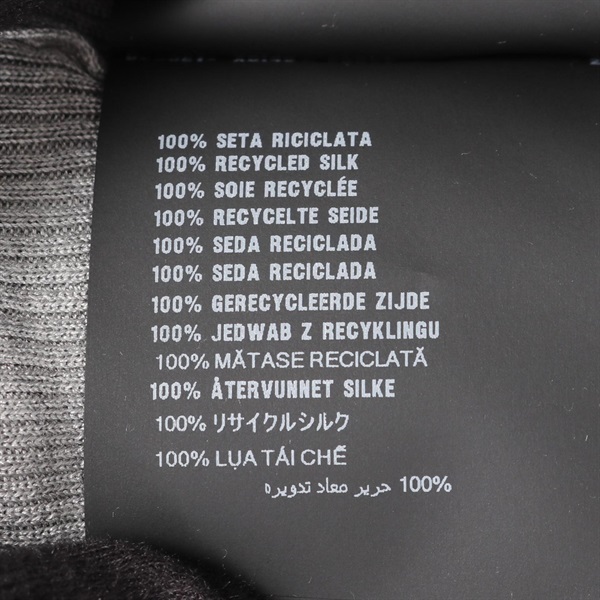 100% SETA RICICLATA
100% RECYCLED SILK
100% SOIE RECYCLÉE
100% RECYCELTE SEIDE
100% SEDA RECICLADA
100% SEDA RECICLADA
100% GERECYCLEERDE ZIJDE
100% JEDWAB Z RECYKLINGU
100% MĂTASE RECICLATĂ
100% ÅTERVUNNET SILKE
100% リサイクルシルク
100% LỤA TÁI CHẾ
100% حرير معاد تدويره